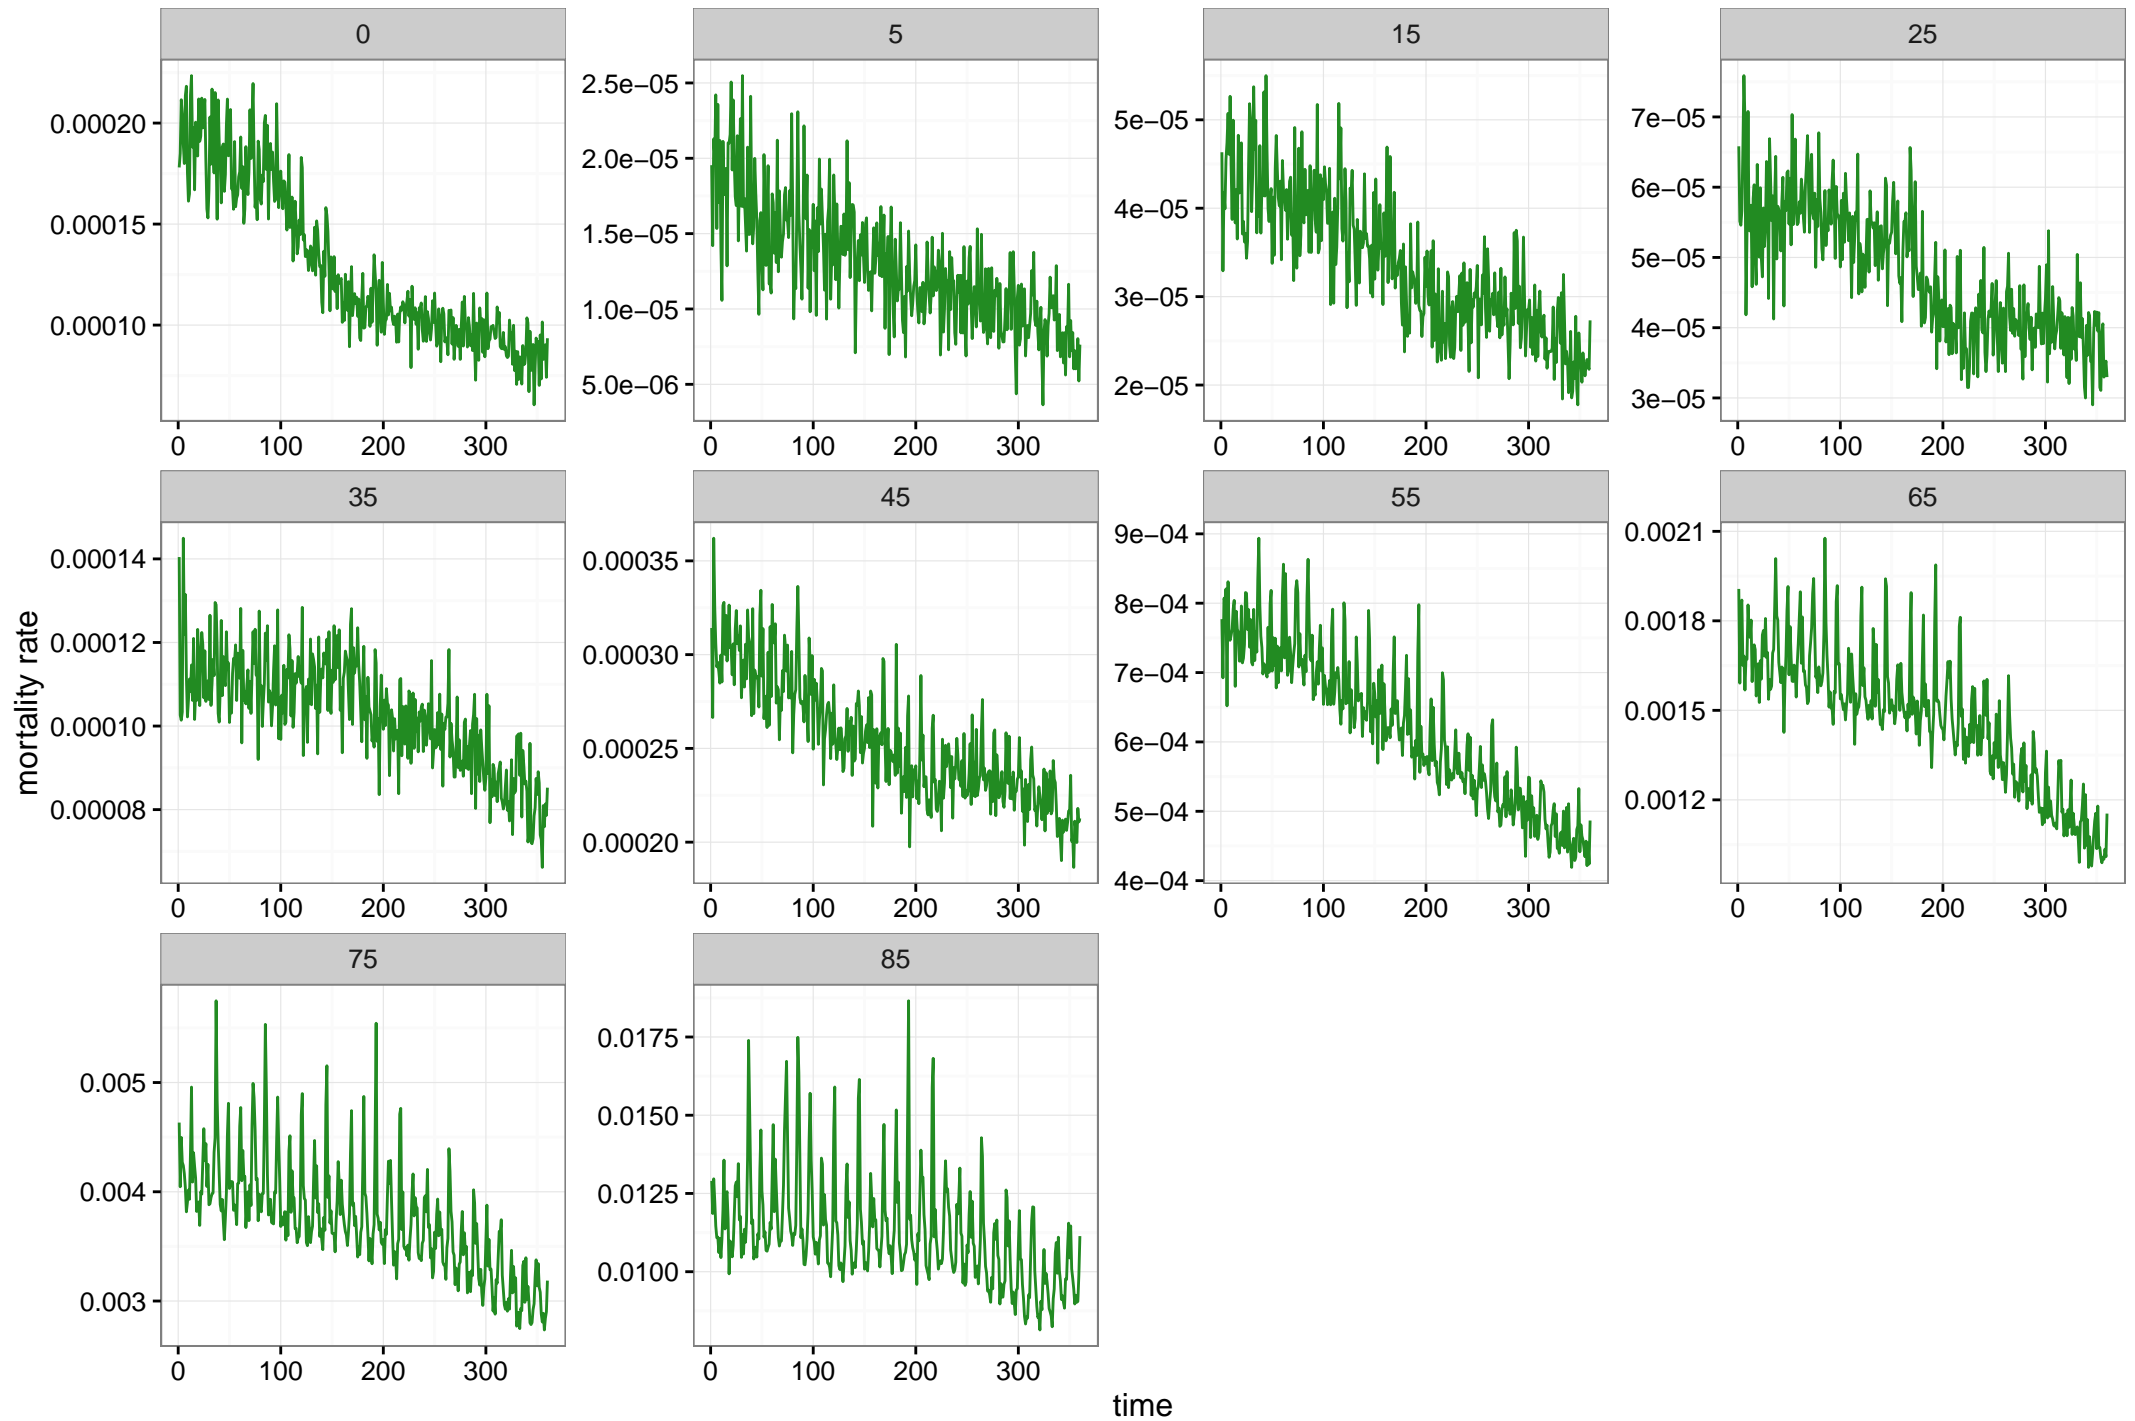 0 5 15 25
0.00020 2.5e−05 5e−05 7e−05
0.00015 2.0e−05 4e−05 6e−05
0.00010 1.5e−05 3e−05 5e−05
1.0e−05 2e−05 4e−05
5.0e−06 3e−05
0 100 200 300 0 100 200 300 0 100 200 300 0 100 200 300
35 45 55 65
0.00014 0.00035 9e−04 0.0021
0.00012 0.00030 8e−04 0.0018
0.00010 0.00025 7e−04 0.0015
0.00008 0.00020 6e−04 0.0012
5e−04
4e−04
0 100 200 300 0 100 200 300 0 100 200 300 0 100 200 300
mortality rate
75 85
0.005 0.0175
0.004 0.0150
0.003 0.0125
0.0100
0 100 200 300 0 100 200 300
time